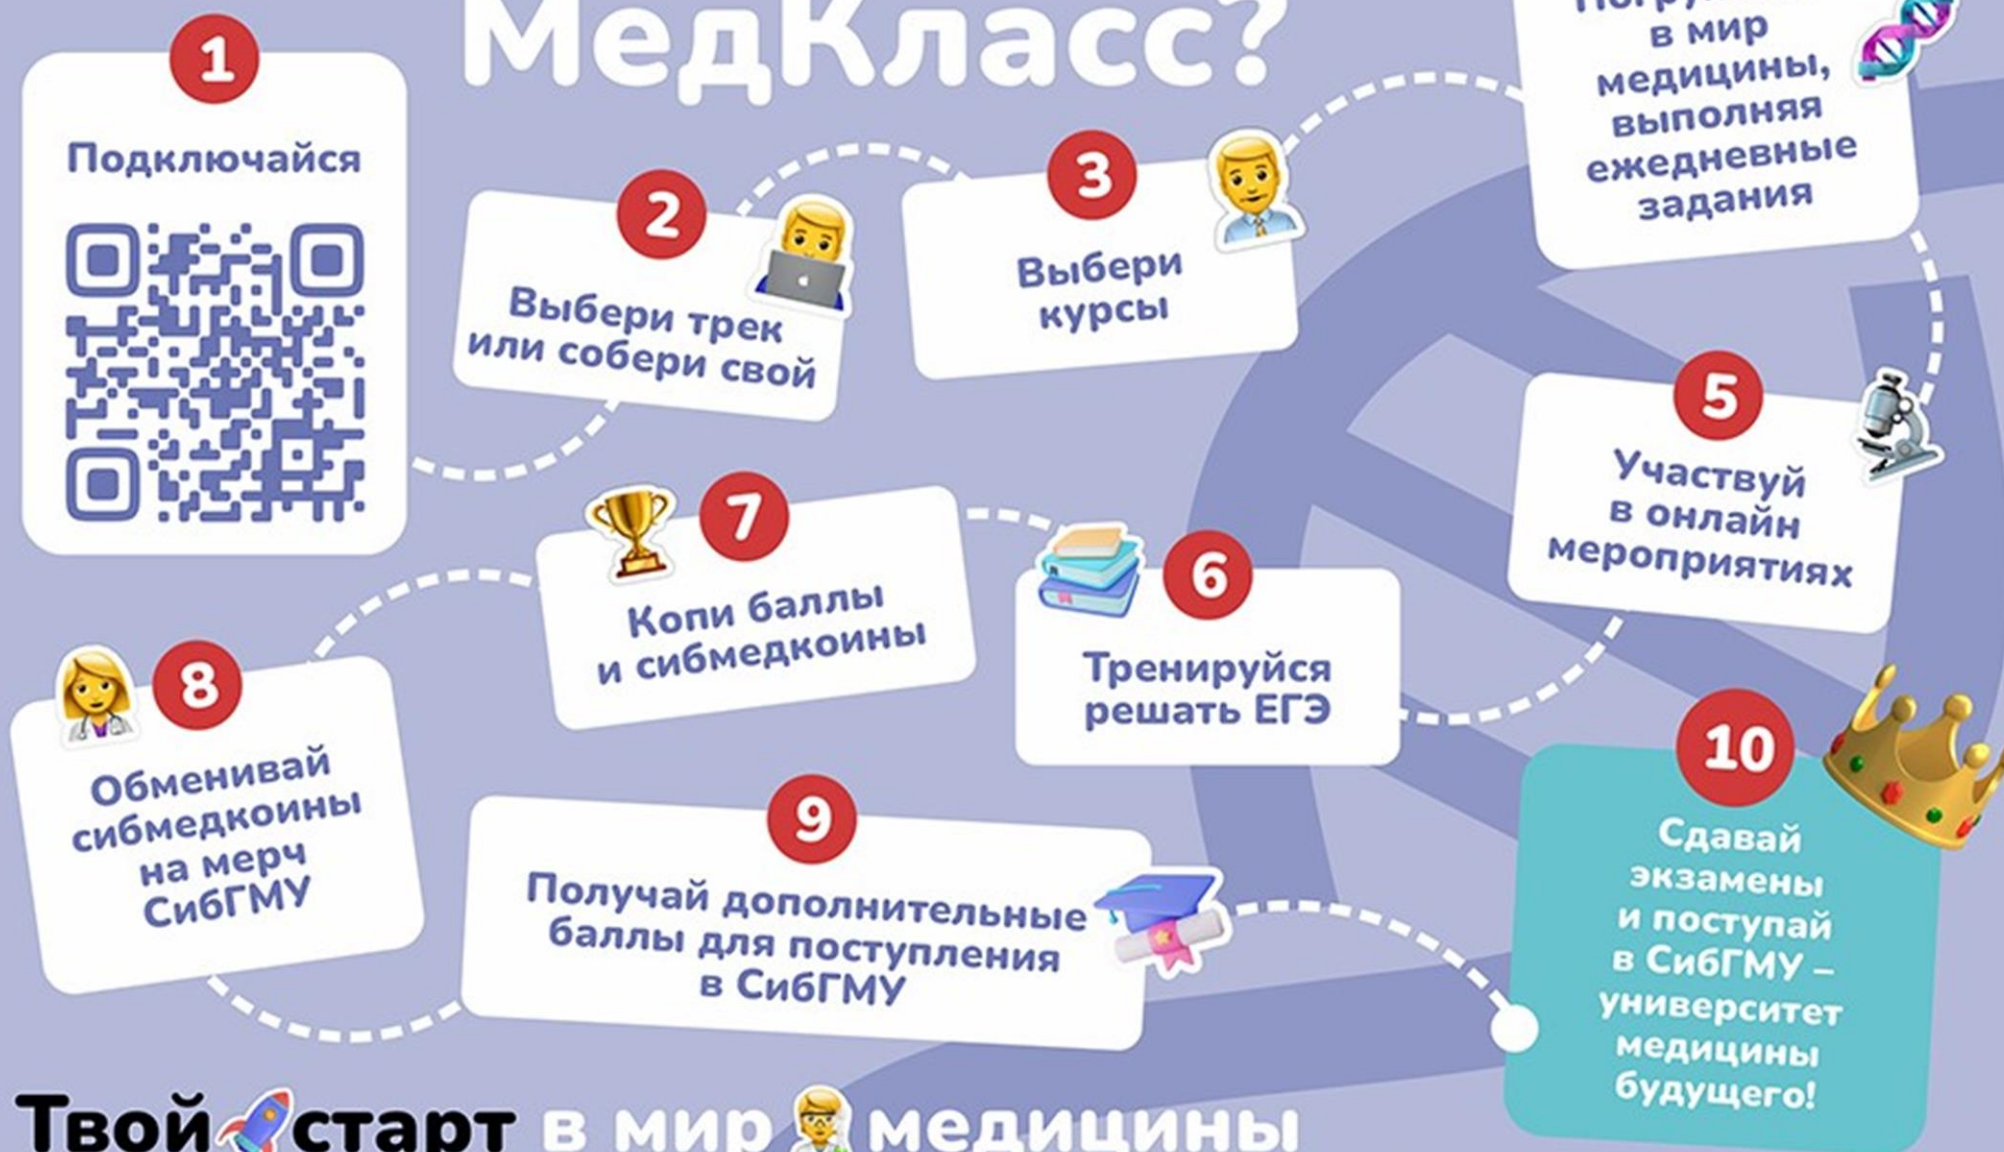 МедКласс?
1
Подключайся
2
Выбери трек
или собери свой
3
Выбери
курсы
в мир
медицины,
выполняя
ежедневные
задания
5
Участвуй
в онлайн
мероприятиях
6
Тренируйся
решать ЕГЭ
7
Копи баллы
и сибмедкоины
8
Обменивай
сибмедкоины
на мерч
СибГМУ
9
Получай дополнительные
баллы для поступления
в СибГМУ
10
Сдавай
экзамены
и поступай
в СибГМУ –
университет
медицины
будущего!
Твой старт в мир медицины